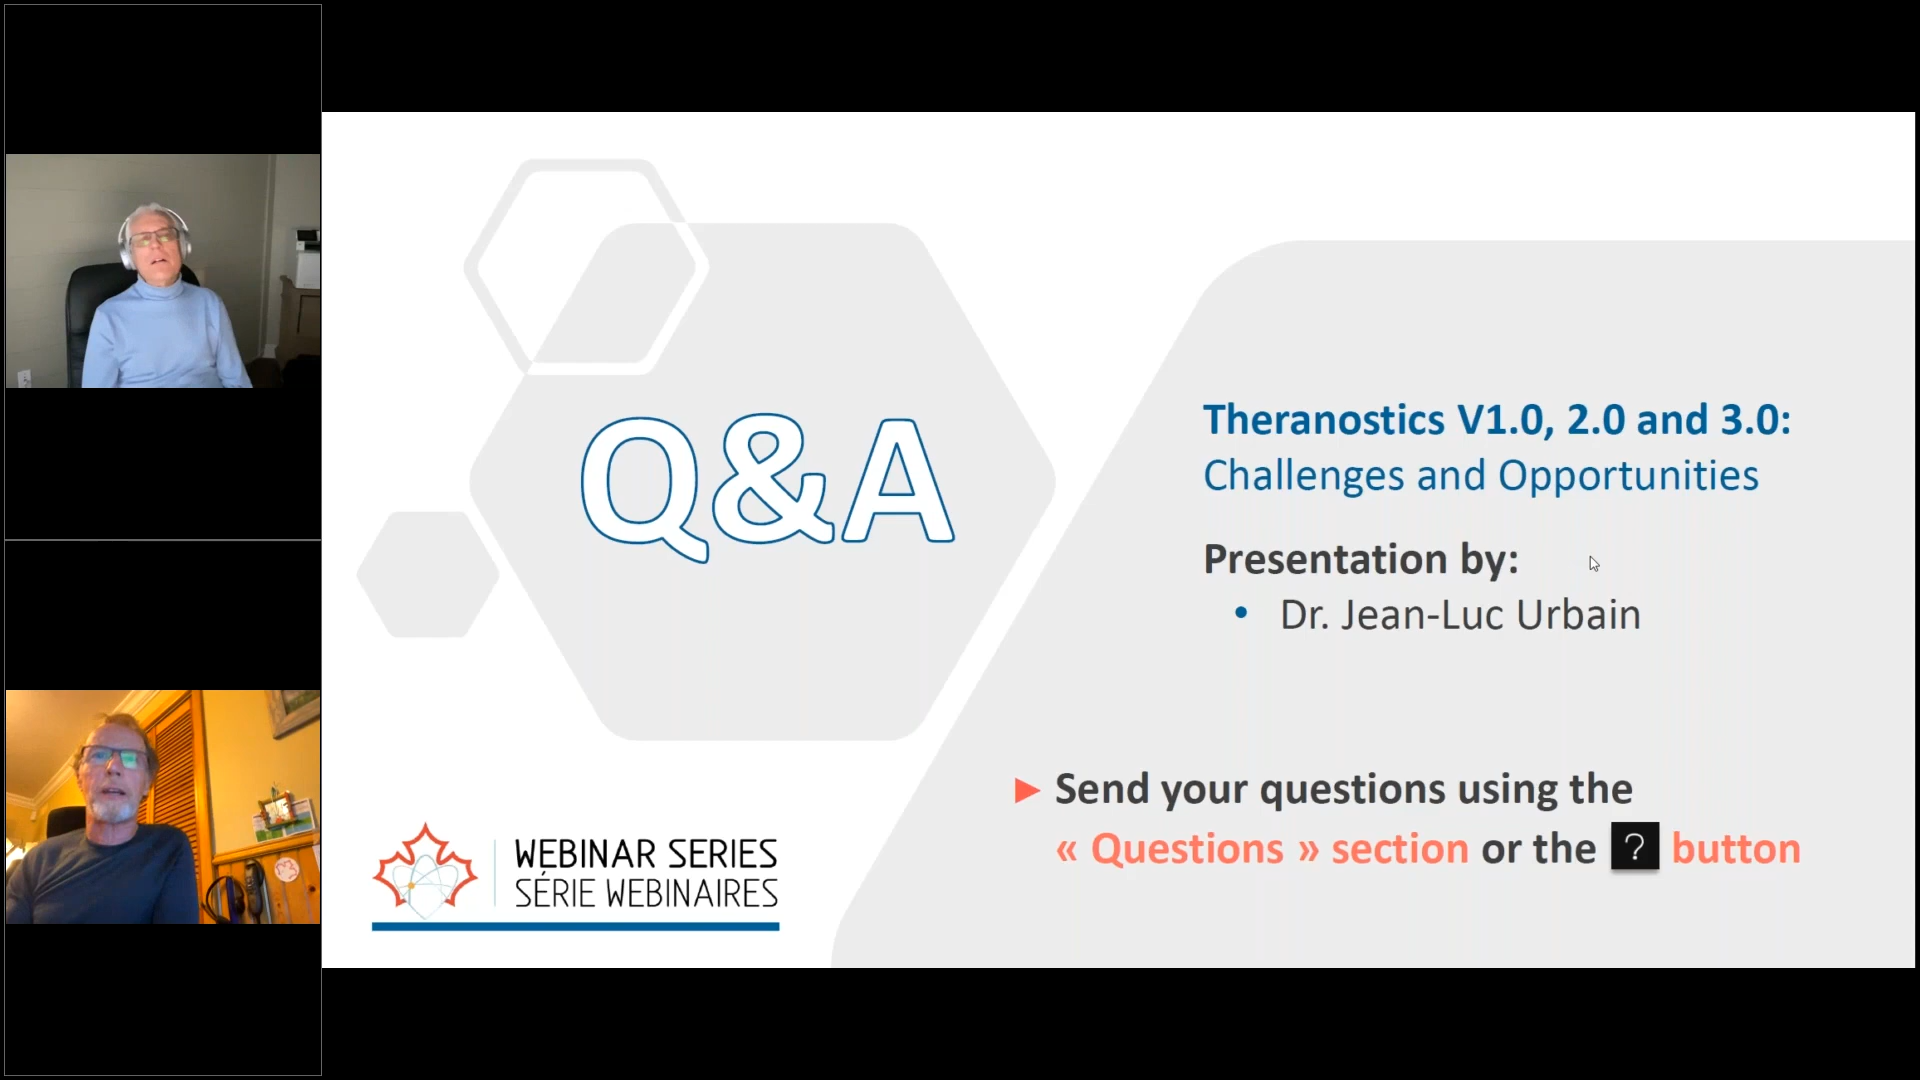 Q&A
Theranostics V1.0, 2.0 and 3.0:
Challenges and Opportunities
Presentation by:
• Dr. Jean-Luc Urbain
► Send your questions using the
« Questions » section or the ? button
WEBINAR SERIES
SÉRIE WEBINAIRES